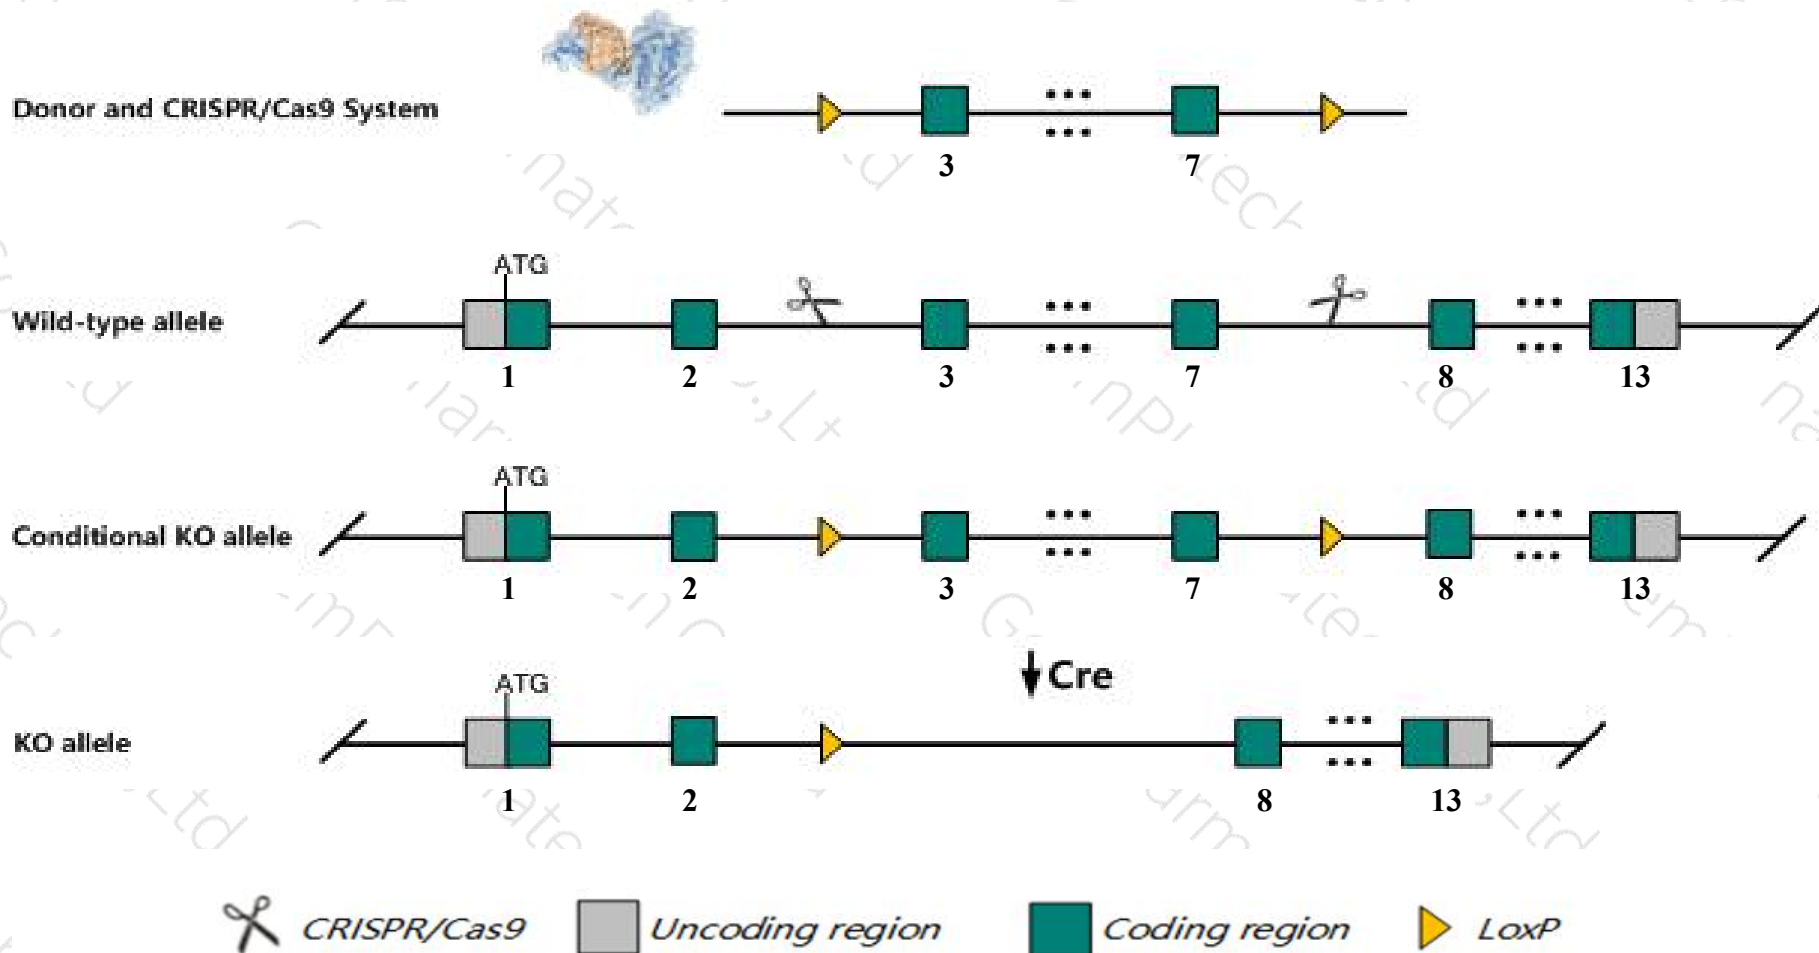 Donor and CRISPR/Cas9 System
3 7
ATG
Wild-type allele
1 2 3 7 8 13
ATG
Conditional KO allele
1 2 3 7 8 13
Cre
ATG
KO allele
1 2 8 13
CRISPR/Cas9 Uncoding region Coding region LoxP